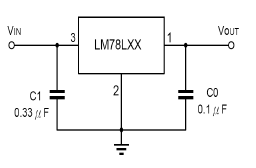 VIN
3
LM78LXX
1
VOUT
2
C1
0.33 μF
C0
0.1 μF